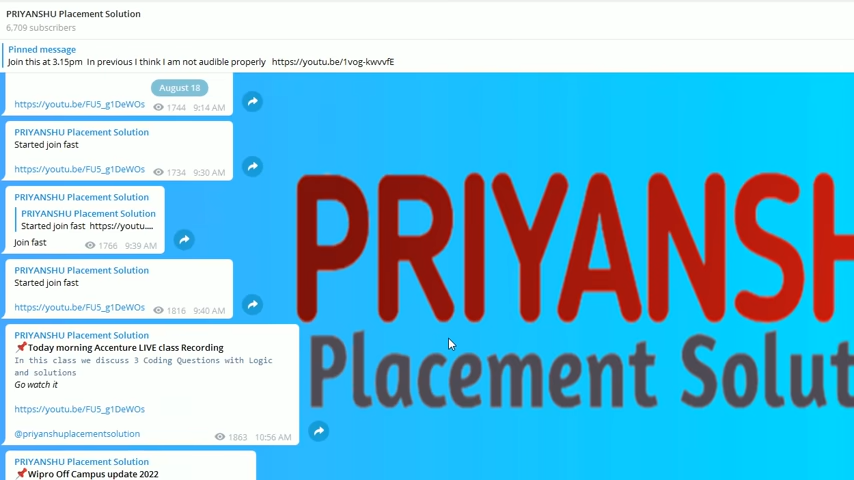 PRIYANSHU Placement Solution
6,709 subscribers
Pinned message
Join this at 3.15pm In previous I think I am not audible properly https://youtu.be/1vog-kwvvfE
August 18
https://youtu.be/FU5_g1DeWOs 1744 9:14 AM
PRIYANSHU Placement Solution
Started join fast
https://youtu.be/FU5_g1DeWOs 1734 9:30 AM
PRIYANSHU Placement Solution
PRIYANSHU Placement Solution
Started join fast https://youtu....
Join fast 1766 9:39 AM
PRIYANSHU Placement Solution
Started join fast
https://youtu.be/FU5_g1DeWOs 1816 9:40 AM
PRIYANSHU Placement Solution
📌Today morning Accenture LIVE class Recording
In this class we discuss 3 Coding Questions with Logic
and solutions
Go watch it
https://youtu.be/FU5_g1DeWOs
@priyanshuplacementsolution 1863 10:56 AM
PRIYANSHU Placement Solution
📌Wipro Off Campus update 2022
PRIYANSH
Placement Solut